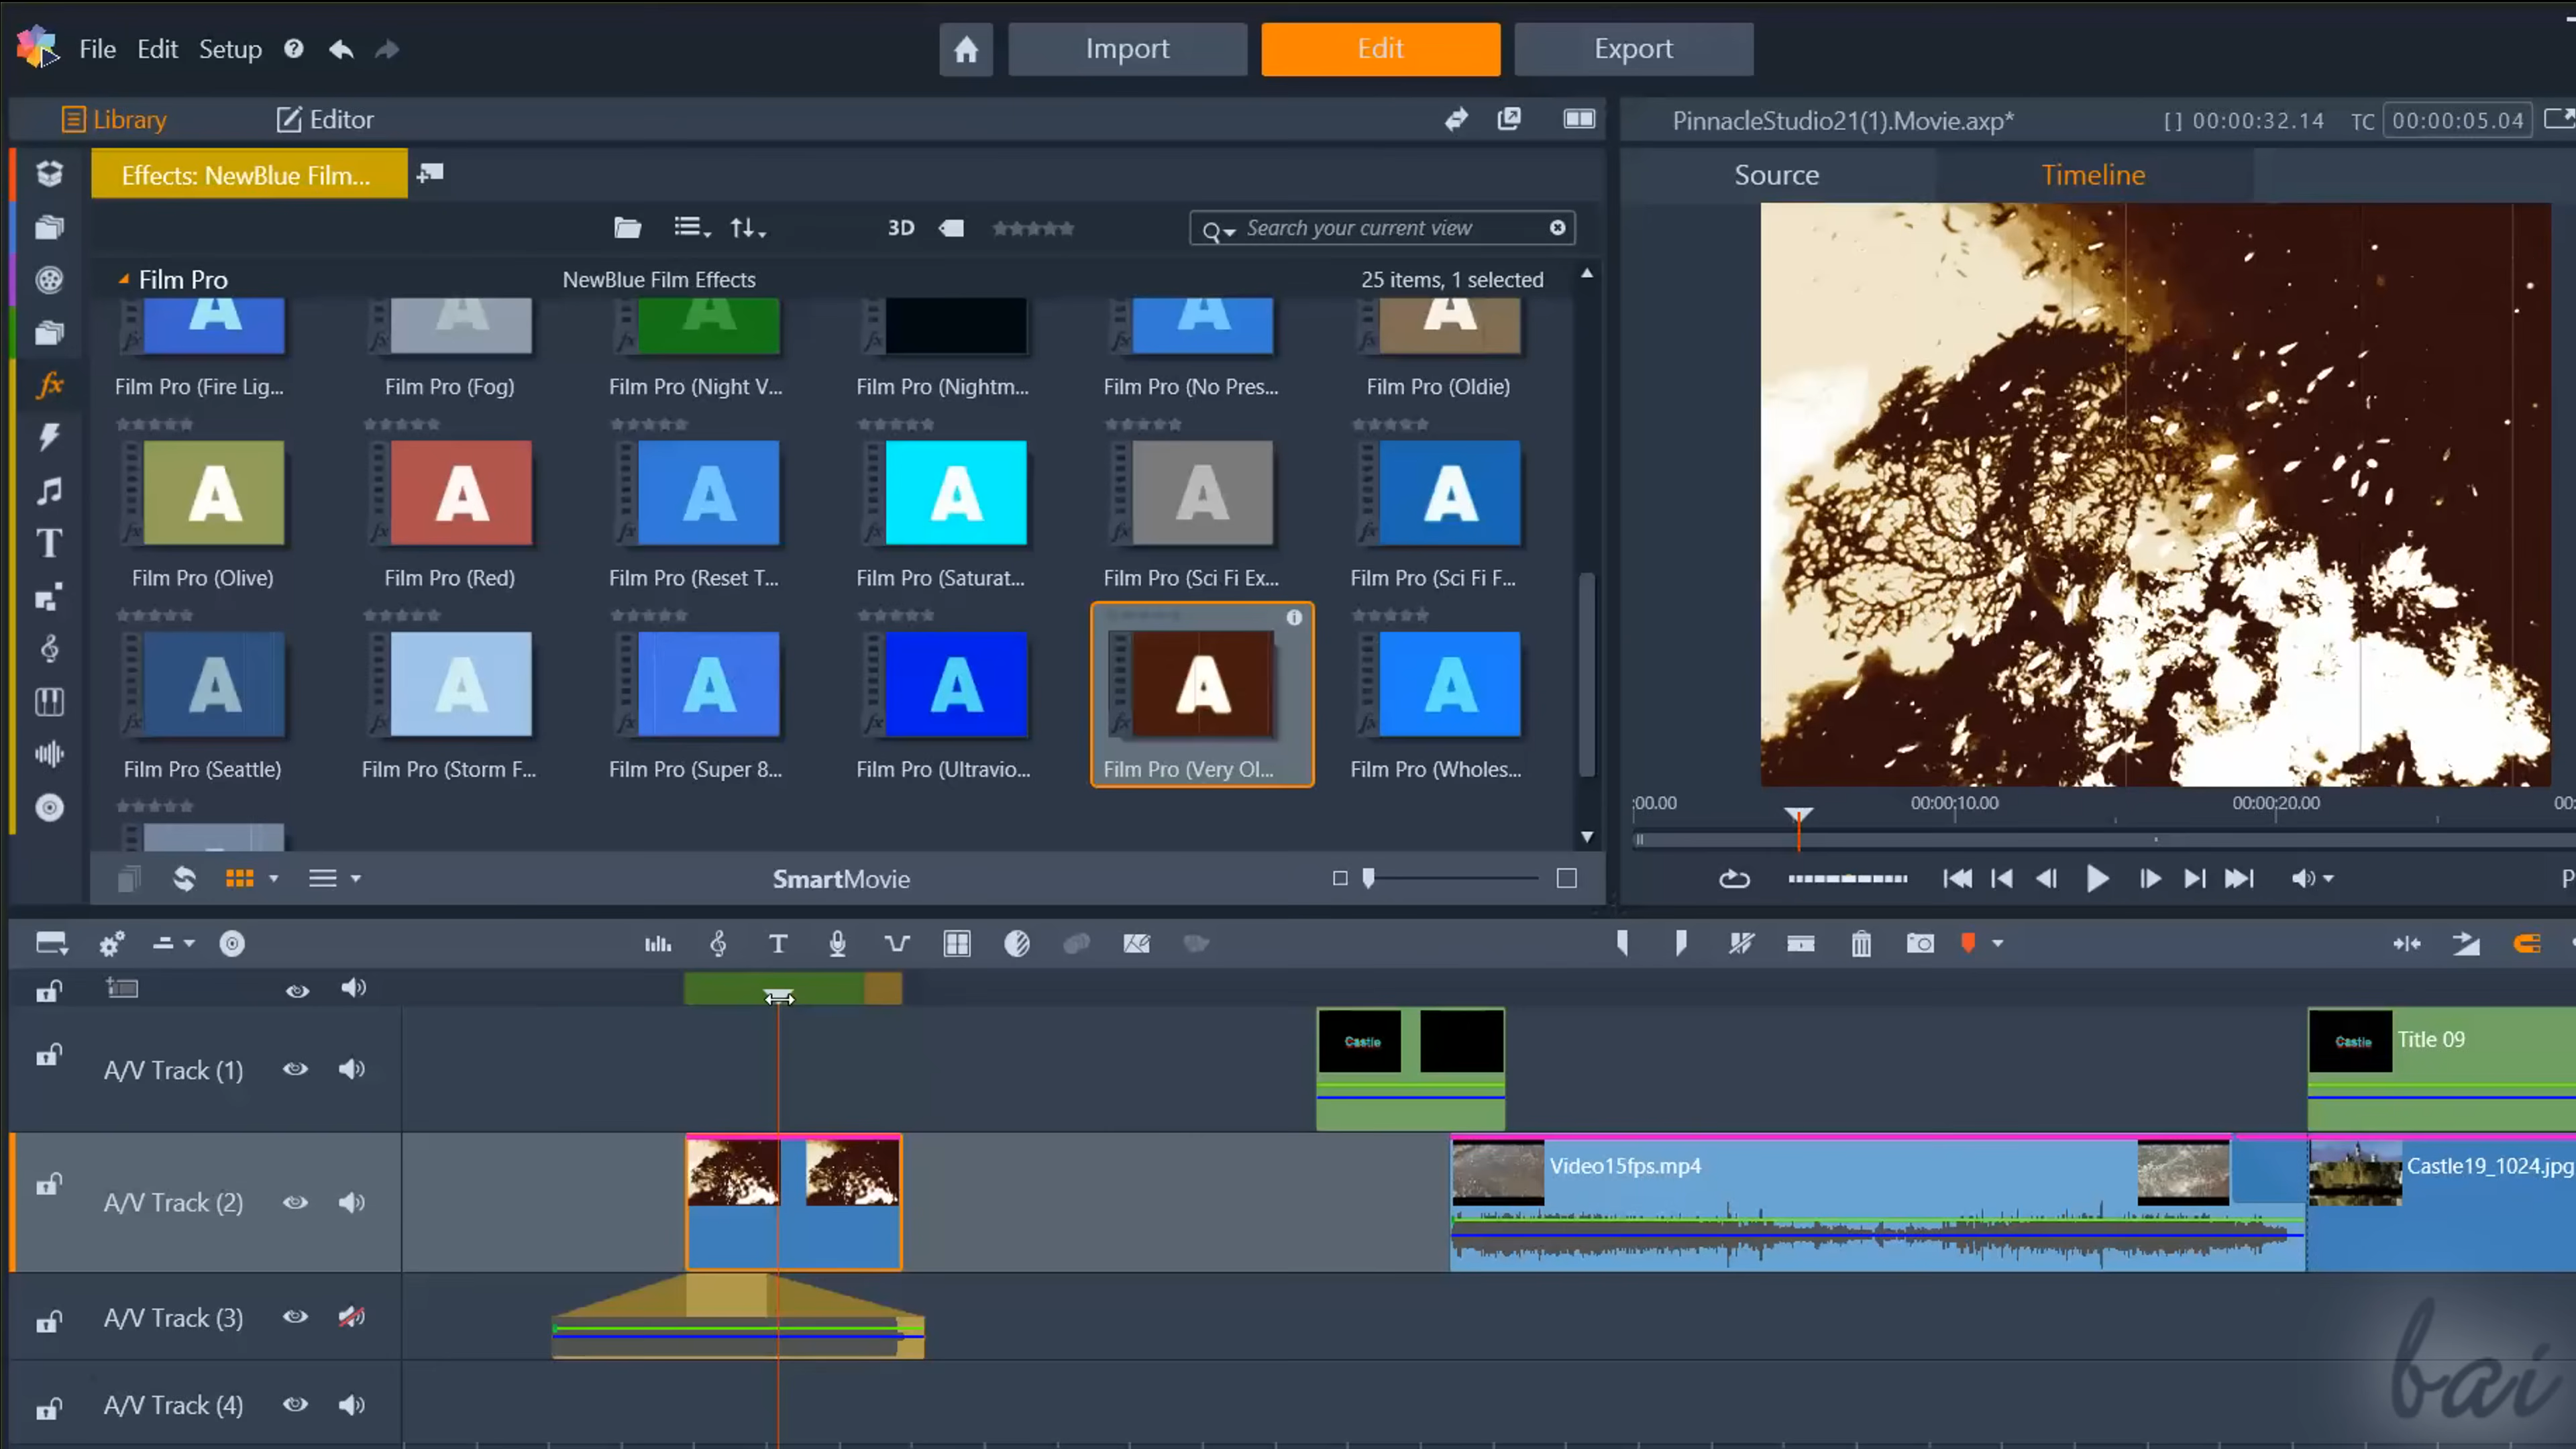 File Edit Setup
Import Edit Export
Library Editor
PinnacleStudio21(1).Movie.axp* [] 00:00:32.14 TC 00:00:05.04
Effects: NewBlue Film...
Source Timeline
3D Search your current view
Film Pro NewBlue Film Effects 25 items, 1 selected
Film Pro (Fire Lig... Film Pro (Fog) Film Pro (Night V... Film Pro (Nightm... Film Pro (No Pres... Film Pro (Oldie)
A A A A A A
Film Pro (Olive) Film Pro (Red) Film Pro (Reset T... Film Pro (Saturat... Film Pro (Sci Fi Ex... Film Pro (Sci Fi F...
A A A A A A
Film Pro (Seattle) Film Pro (Storm F... Film Pro (Super 8... Film Pro (Ultravio... Film Pro (Very Ol... Film Pro (Wholes...
:00.00 00:00:10.00 00:00:20.00 00:
SmartMovie
P
A/V Track (1)
Castle
Castle Title 09
A/V Track (2)
Video15fps.mp4
Castle19_1024.jpg
A/V Track (3)
A/V Track (4)
bai